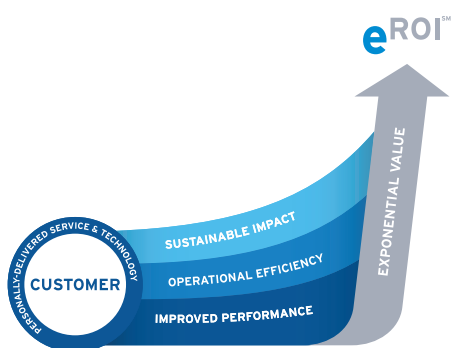 eROI℠
EXPONENTIAL VALUE
SUSTAINABLE IMPACT
PERSONALLY-DELIVERED SERVICE & TECHNOLOGY
CUSTOMER
OPERATIONAL EFFICIENCY
IMPROVED PERFORMANCE